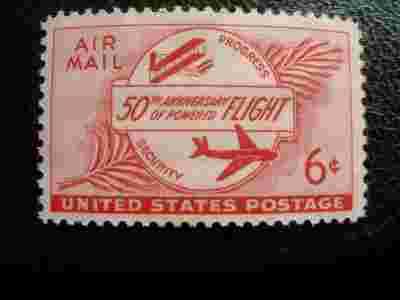 AIR
MAIL
PROGRESS
50TH ANNIVERSARY
OF POWERED FLIGHT
SECURITY
6¢
UNITED STATES POSTAGE